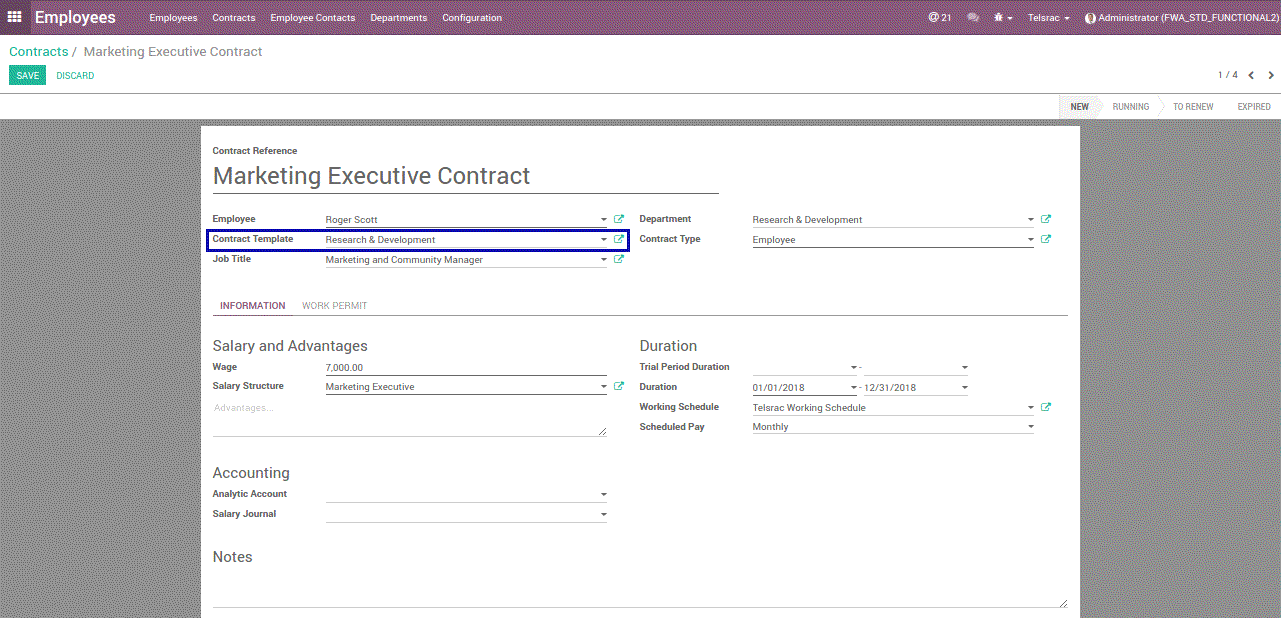 Employees Employees Contracts Employee Contacts Departments Configuration @ 21 Telsrac Administrator (FWA_STD_FUNCTIONAL2)
Contracts / Marketing Executive Contract
SAVE DISCARD 1 / 4
NEW RUNNING TO RENEW EXPIRED
Contract Reference
Marketing Executive Contract
Employee Roger Scott Department Research & Development
Contract Template Research & Development Contract Type Employee
Job Title Marketing and Community Manager
INFORMATION WORK PERMIT
Salary and Advantages Duration
Wage 7,000.00 Trial Period Duration -
Salary Structure Marketing Executive Duration 01/01/2018 - 12/31/2018
Advantages... Working Schedule Telsrac Working Schedule
Scheduled Pay Monthly
Accounting
Analytic Account
Salary Journal
Notes